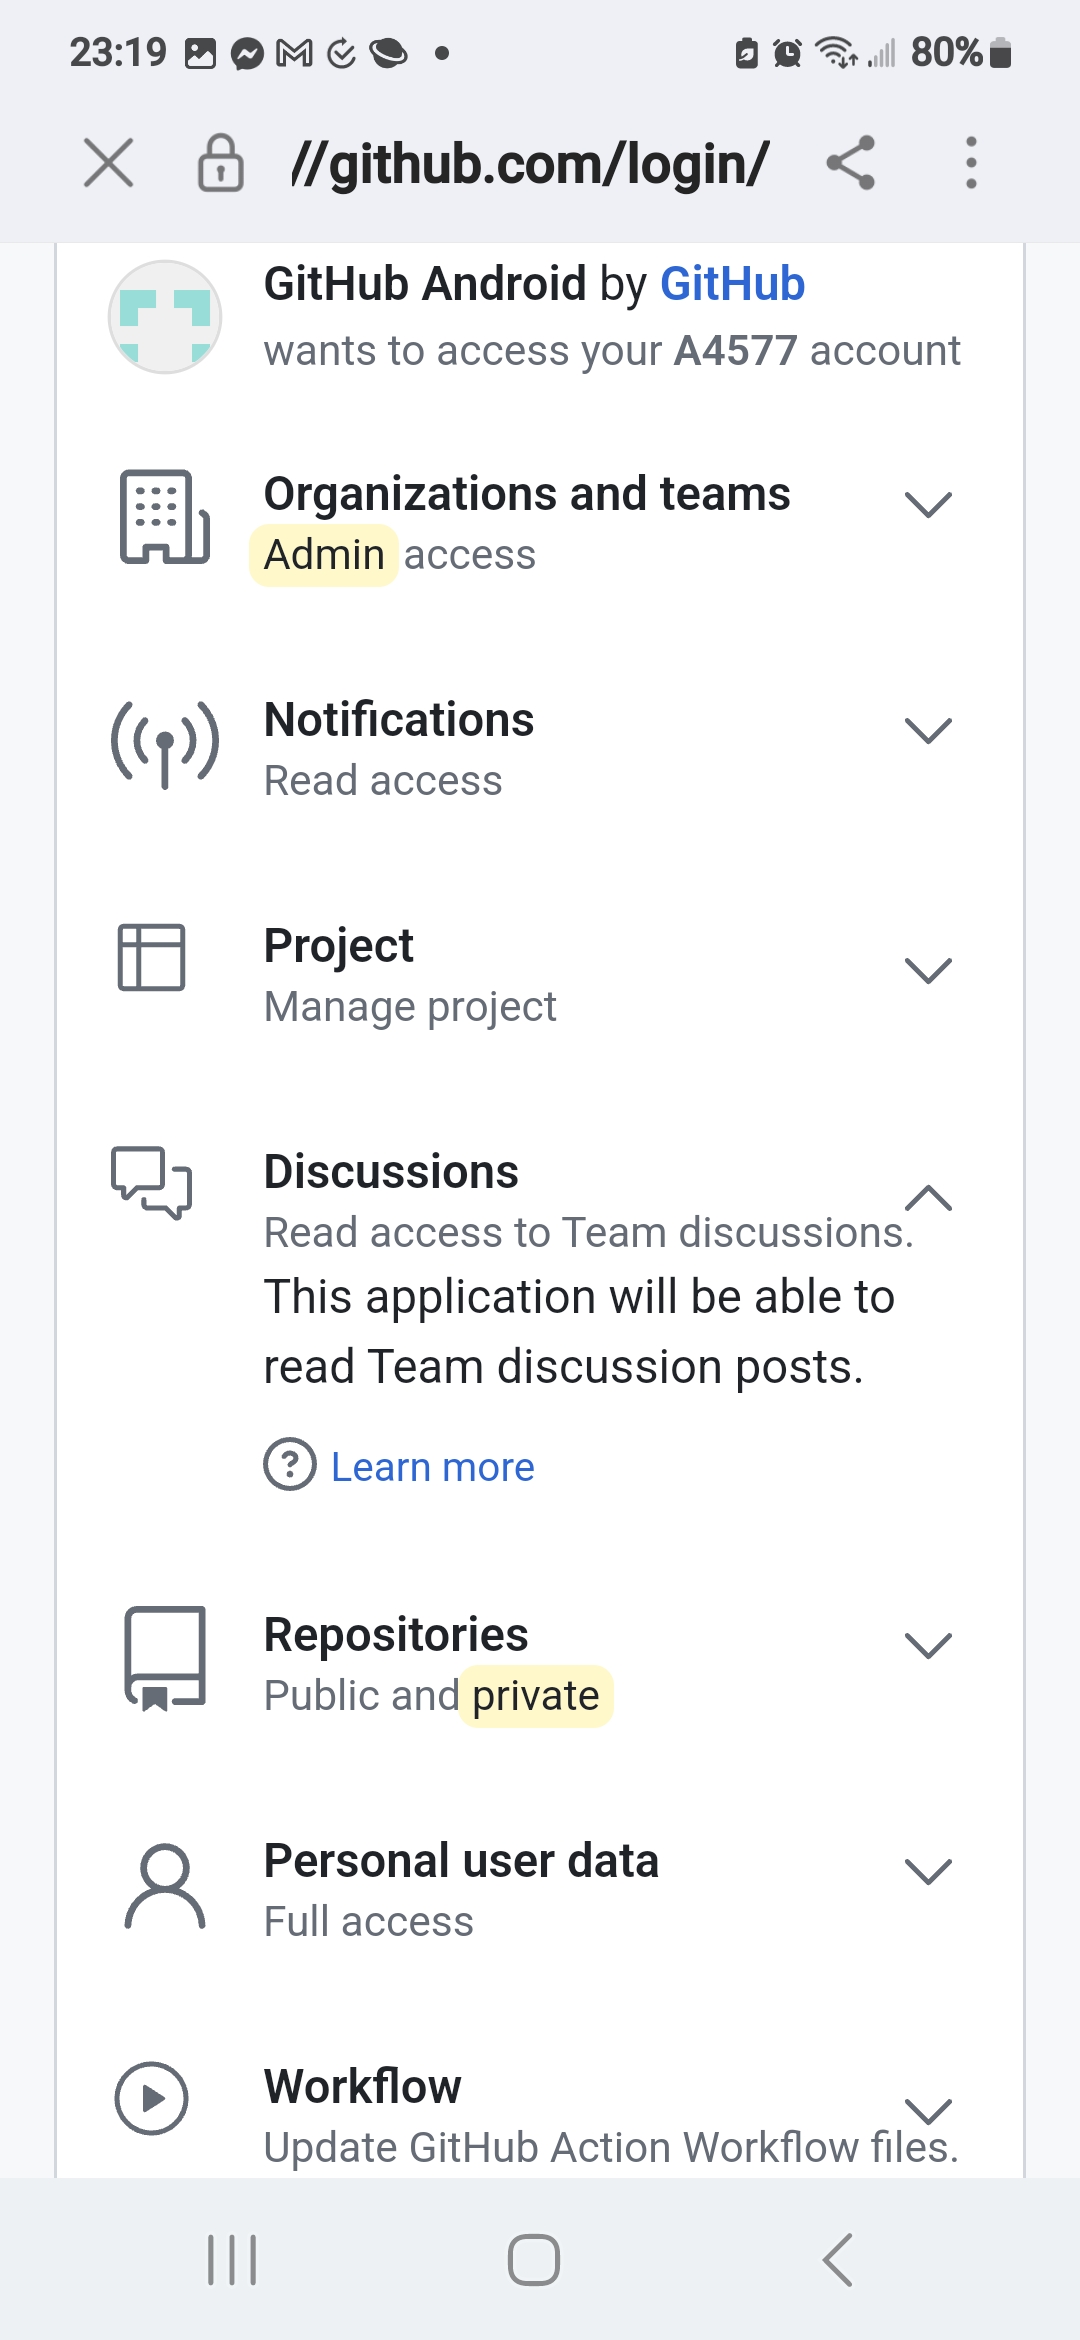 23:19
80%
//github.com/login/
GitHub Android by GitHub
wants to access your A4577 account
Organizations and teams
Admin access
Notifications
Read access
Project
Manage project
Discussions
Read access to Team discussions.
This application will be able to
read Team discussion posts.
Learn more
Repositories
Public and private
Personal user data
Full access
Workflow
Update GitHub Action Workflow files.